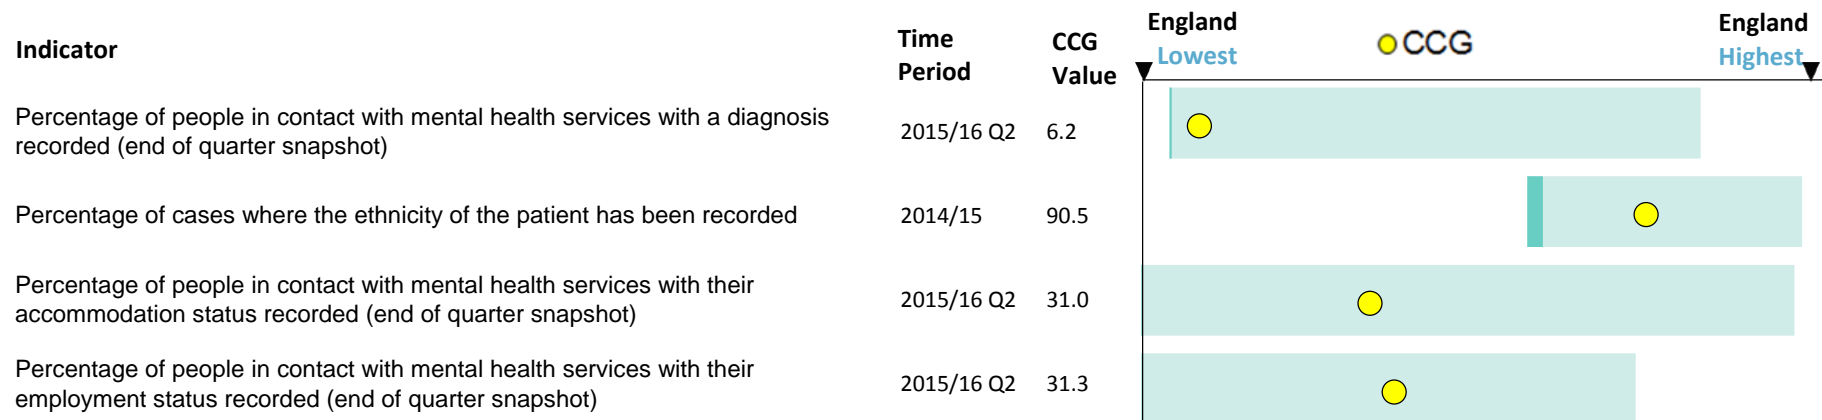 Indicator
Time
Period
CCG
Value
England
Lowest
CCG
England
Highest
Percentage of people in contact with mental health services with a diagnosis
recorded (end of quarter snapshot)
2015/16 Q2
6.2
Percentage of cases where the ethnicity of the patient has been recorded
2014/15
90.5
Percentage of people in contact with mental health services with their
accommodation status recorded (end of quarter snapshot)
2015/16 Q2
31.0
Percentage of people in contact with mental health services with their
employment status recorded (end of quarter snapshot)
2015/16 Q2
31.3